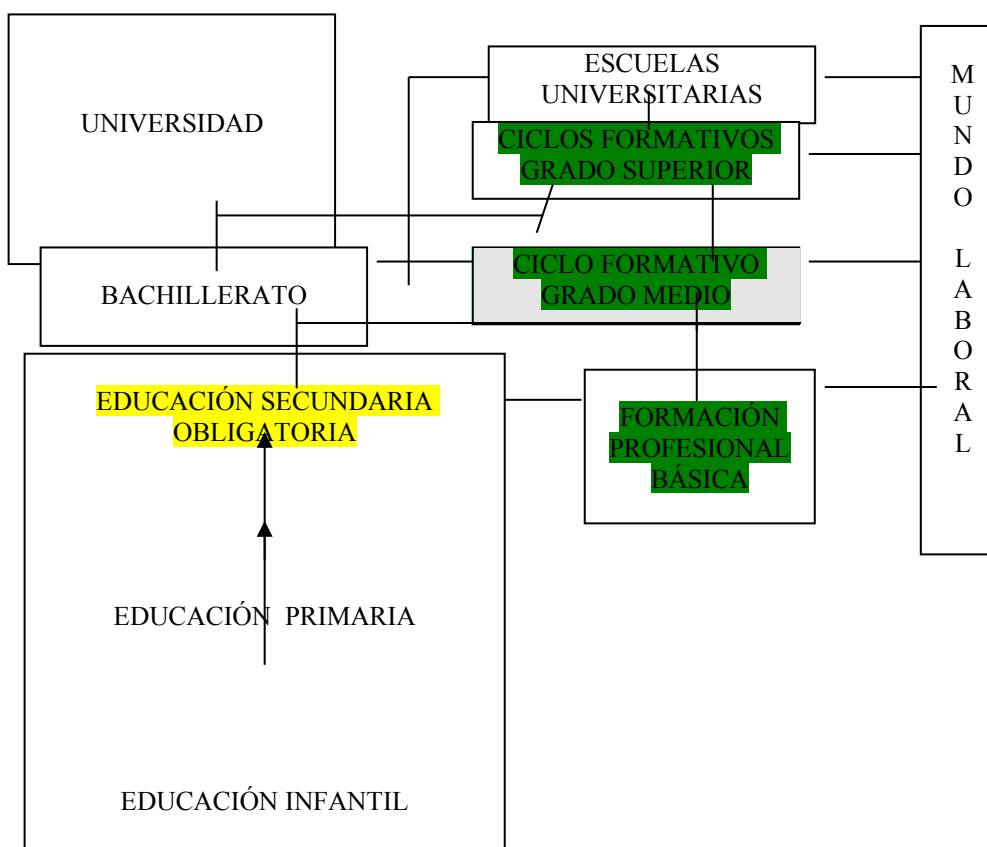 ESCUELAS
UNIVERSITARIAS
UNIVERSIDAD
CICLOS FORMATIVOS
GRADO SUPERIOR
CICLO FORMATIVO
GRADO MEDIO
BACHILLERATO
EDUCACIÓN SECUNDARIA
OBLIGATORIA
FORMACIÓN
PROFESIONAL
BÁSICA
EDUCACIÓN PRIMARIA
EDUCACIÓN INFANTIL
M
U
N
D
O
L
A
B
O
R
A
L